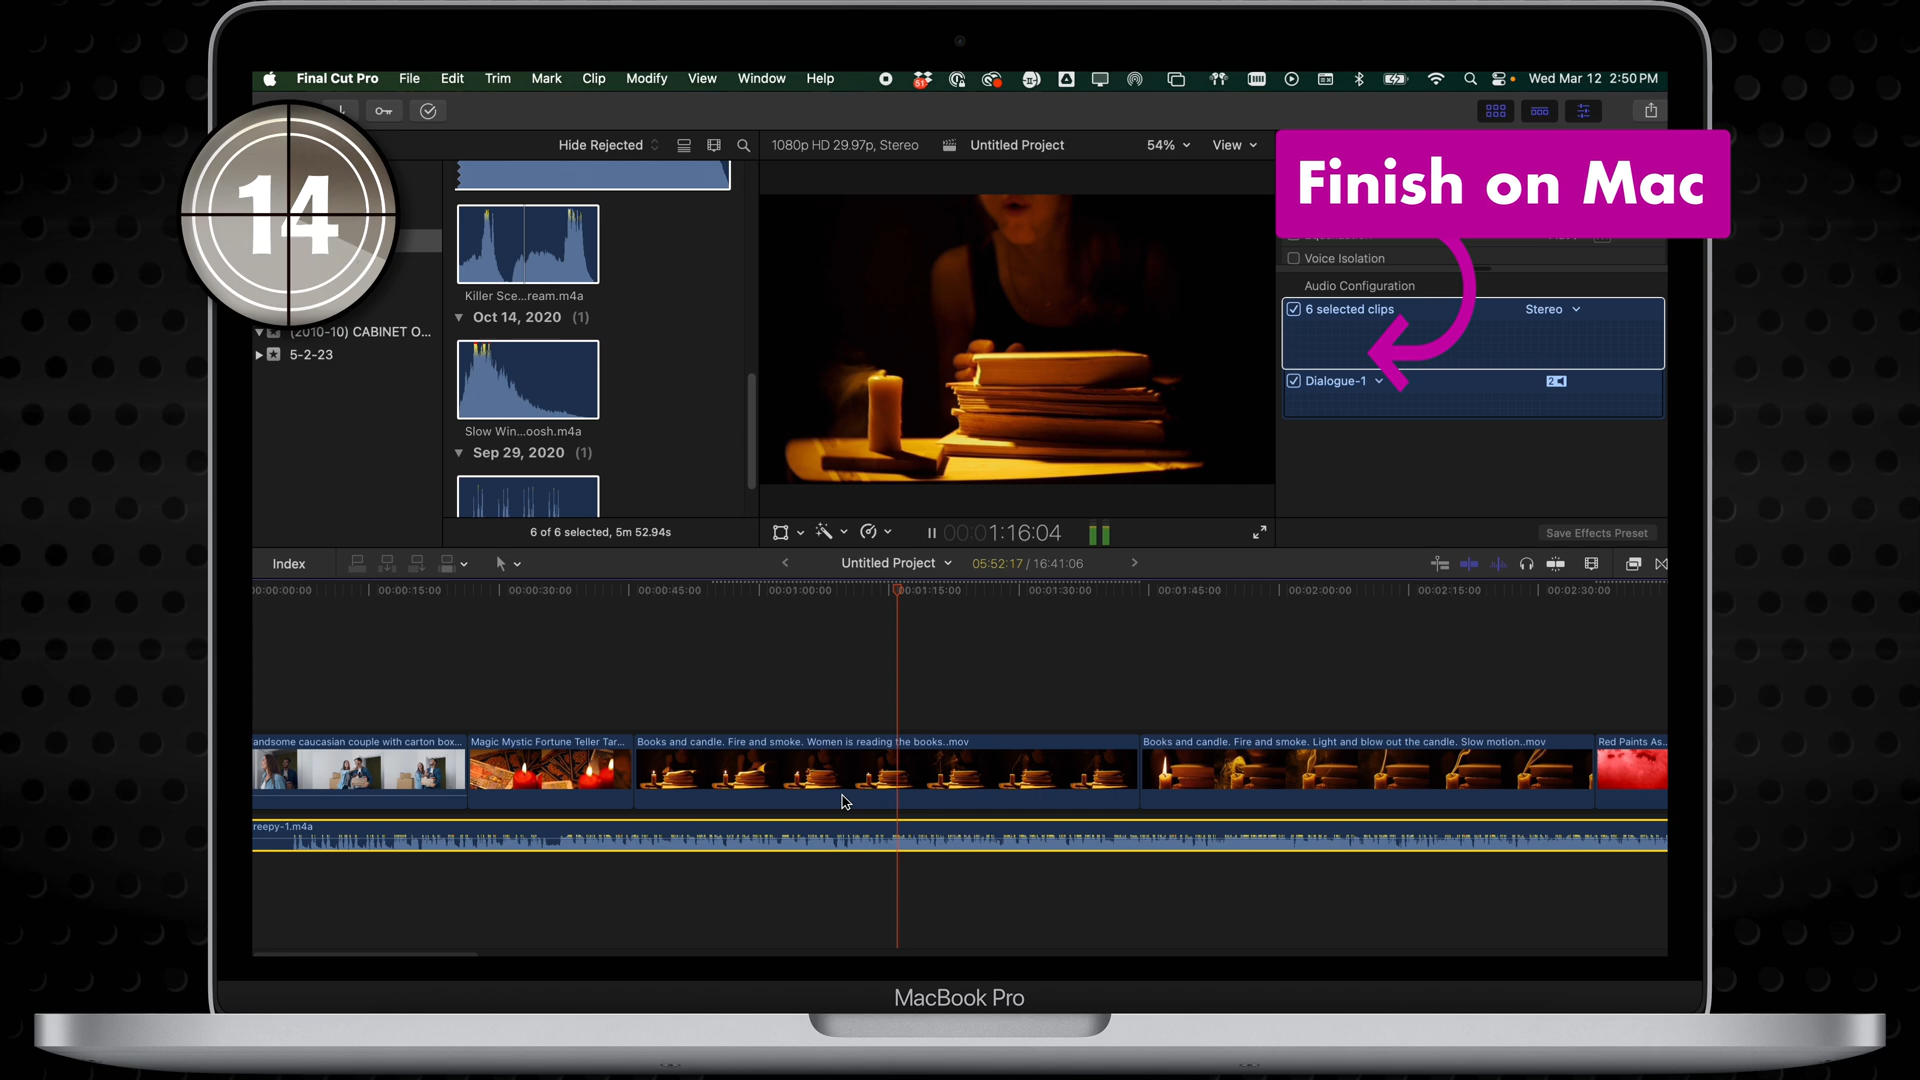 Final Cut Pro File Edit Trim Mark Clip Modify View Window Help 51 Wed Mar 12 2:50 PM
Hide Rejected
1080p HD 29.97p, Stereo Untitled Project 54% View
Finish on Mac
14
Voice Isolation
Audio Configuration
6 selected clips Stereo
Dialogue-1 2
Save Effects Preset
Killer Sce...ream.m4a
Oct 14, 2020 (1)
(2010-10) CABINET O...
5-2-23
Slow Win...oosh.m4a
Sep 29, 2020 (1)
6 of 6 selected, 5m 52.94s
00:00:1:16:04
Index
Untitled Project 05:52:17 / 16:41:06
00:00:00:00 00:00:15:00 00:00:30:00 00:00:45:00 00:01:00:00 00:01:15:00 00:01:30:00 00:01:45:00 00:02:00:00 00:02:15:00 00:02:30:00
andsome caucasian couple with carton box... Magic Mystic Fortune Teller Tar... Books and candle. Fire and smoke. Women is reading the books..mov Books and candle. Fire and smoke. Light and blow out the candle. Slow motion..mov Red Paints As..
reepy-1.m4a
MacBook Pro